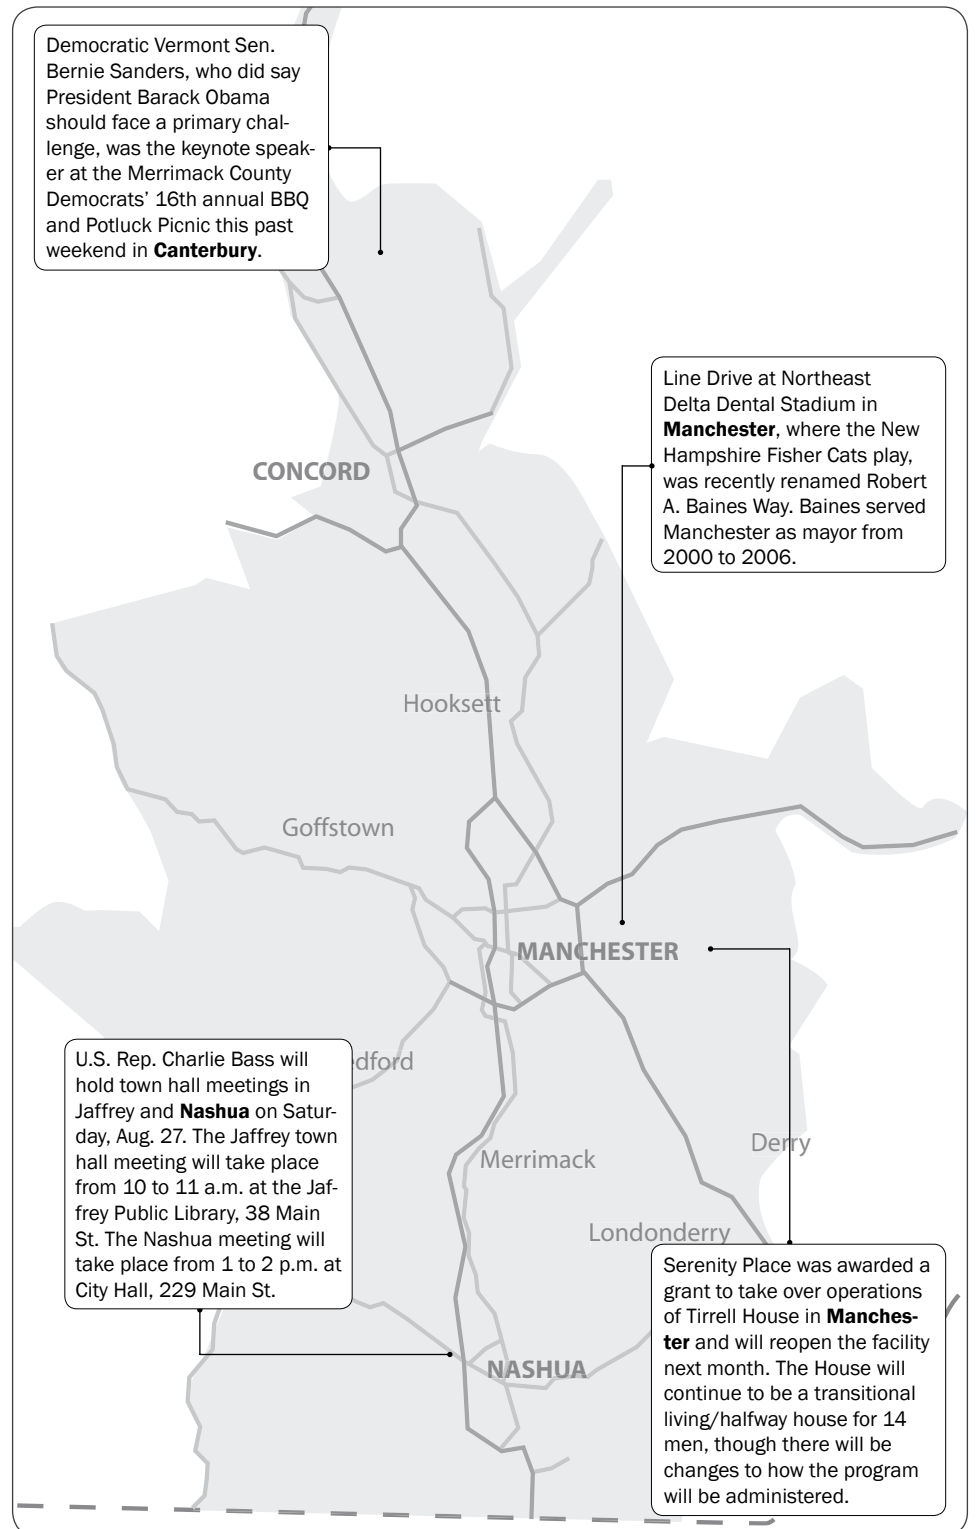 Democratic Vermont Sen.
Bernie Sanders, who did say
President Barack Obama
should face a primary chal-
lenge, was the keynote speak-
er at the Merrimack County
Democrats’ 16th annual BBQ
and Potluck Picnic this past
weekend in Canterbury.
Line Drive at Northeast
Delta Dental Stadium in
Manchester, where the New
Hampshire Fisher Cats play,
was recently renamed Robert
A. Baines Way. Baines served
Manchester as mayor from
2000 to 2006.
CONCORD
Hooksett
Goffstown
MANCHESTER
edford
Derry
Merrimack
Londonderry
NASHUA
U.S. Rep. Charlie Bass will
hold town hall meetings in
Jaffrey and Nashua on Satur-
day, Aug. 27. The Jaffrey town
hall meeting will take place
from 10 to 11 a.m. at the Jaf-
frey Public Library, 38 Main
St. The Nashua meeting will
take place from 1 to 2 p.m. at
City Hall, 229 Main St.
Serenity Place was awarded a
grant to take over operations
of Tirrell House in Manches-
ter and will reopen the facility
next month. The House will
continue to be a transitional
living/halfway house for 14
men, though there will be
changes to how the program
will be administered.